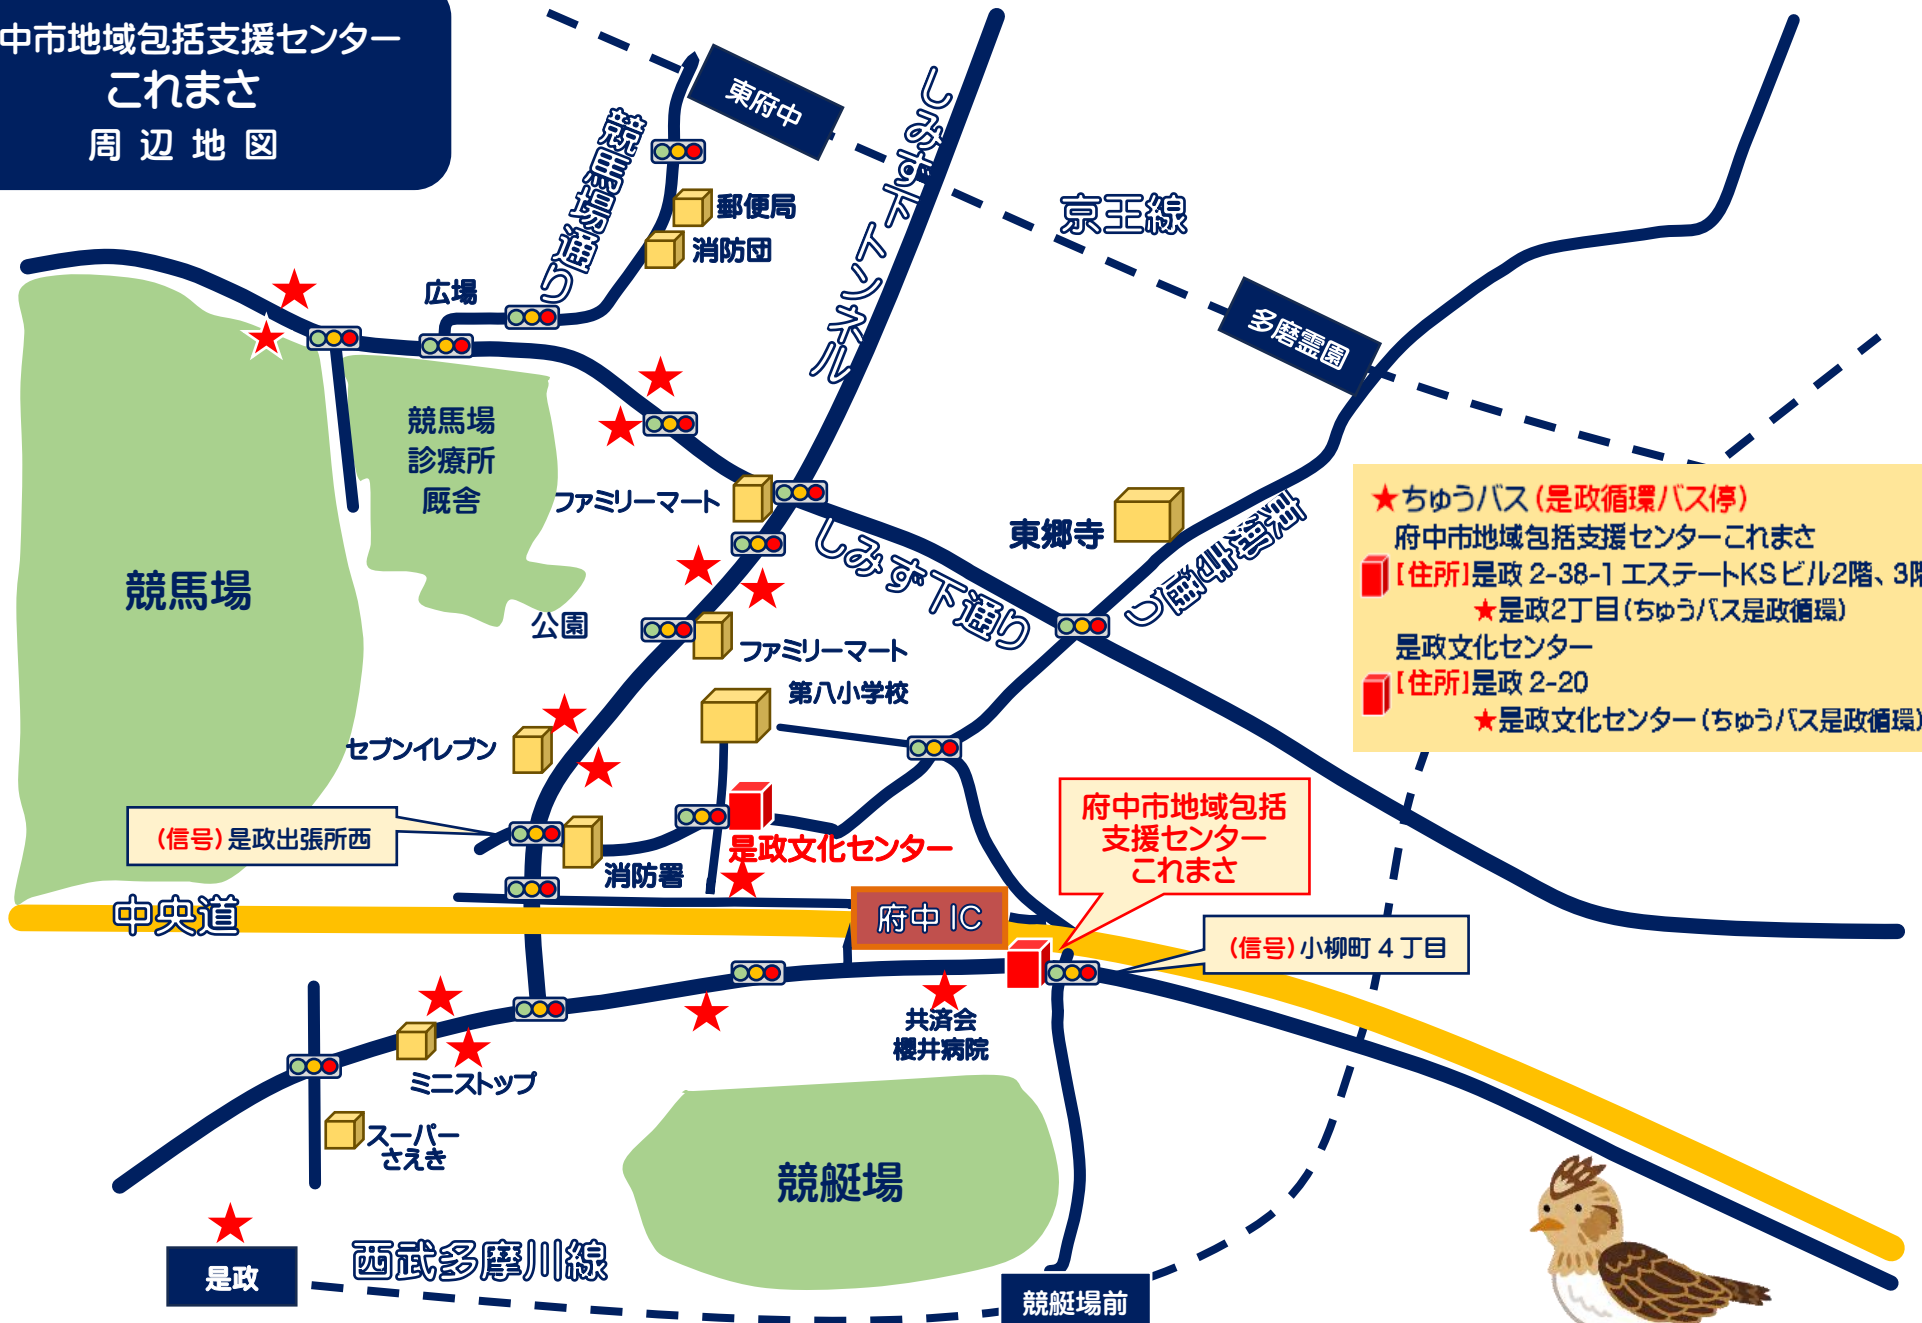 中市地域包括支援センター
これまさ
周辺地図
東府中
競馬場通り
しみず下トンネル
郵便局
消防団
京王線
広場
多磨霊園
競馬場
診療所
厩舎
ファミリーマート
東郷寺
東郷寺通り
しみず下通り
★ちゅうバス(是政循環バス停)
府中市地域包括支援センターこれまさ
[住所]是政 2-38-1 エステートKSビル2階、3階
★是政2丁目(ちゅうバス是政循環)
是政文化センター
[住所]是政 2-20
★是政文化センター(ちゅうバス是政循環)
競馬場
公園
ファミリーマート
第八小学校
セブンイレブン
(信号)是政出張所西
消防署
是政文化センター
府中市地域包括
支援センター
これまさ
中央道
府中 IC
(信号)小柳町 4 丁目
共済会
櫻井病院
ミニストップ
スーパー
さえき
競艇場
是政
西武多摩川線
競艇場前